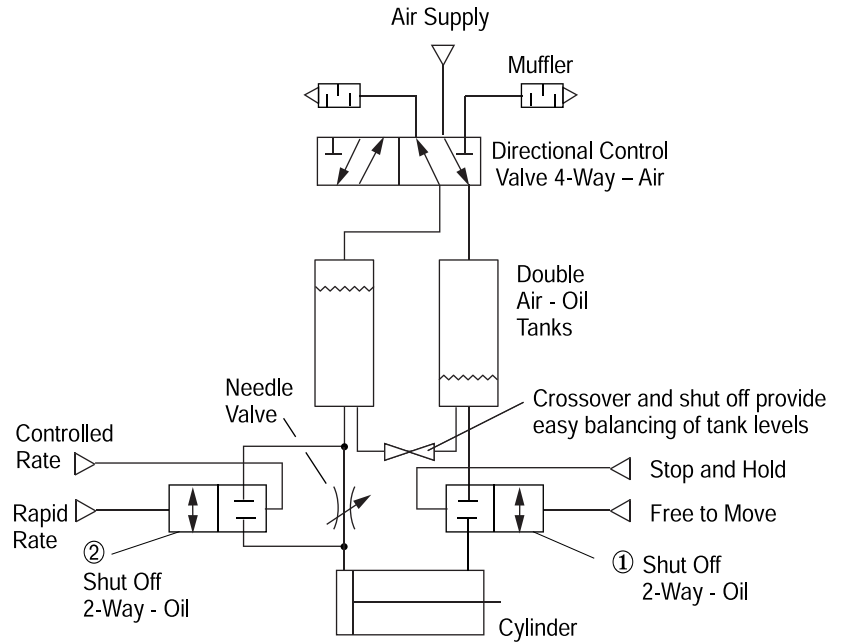 Air Supply
Muffler
Directional Control
Valve 4-Way – Air
Double
Air - Oil
Tanks
Needle
Valve
Crossover and shut off provide
easy balancing of tank levels
Controlled
Rate
Stop and Hold
Rapid
Rate
Free to Move
②
Shut Off
2-Way - Oil
① Shut Off
2-Way - Oil
Cylinder